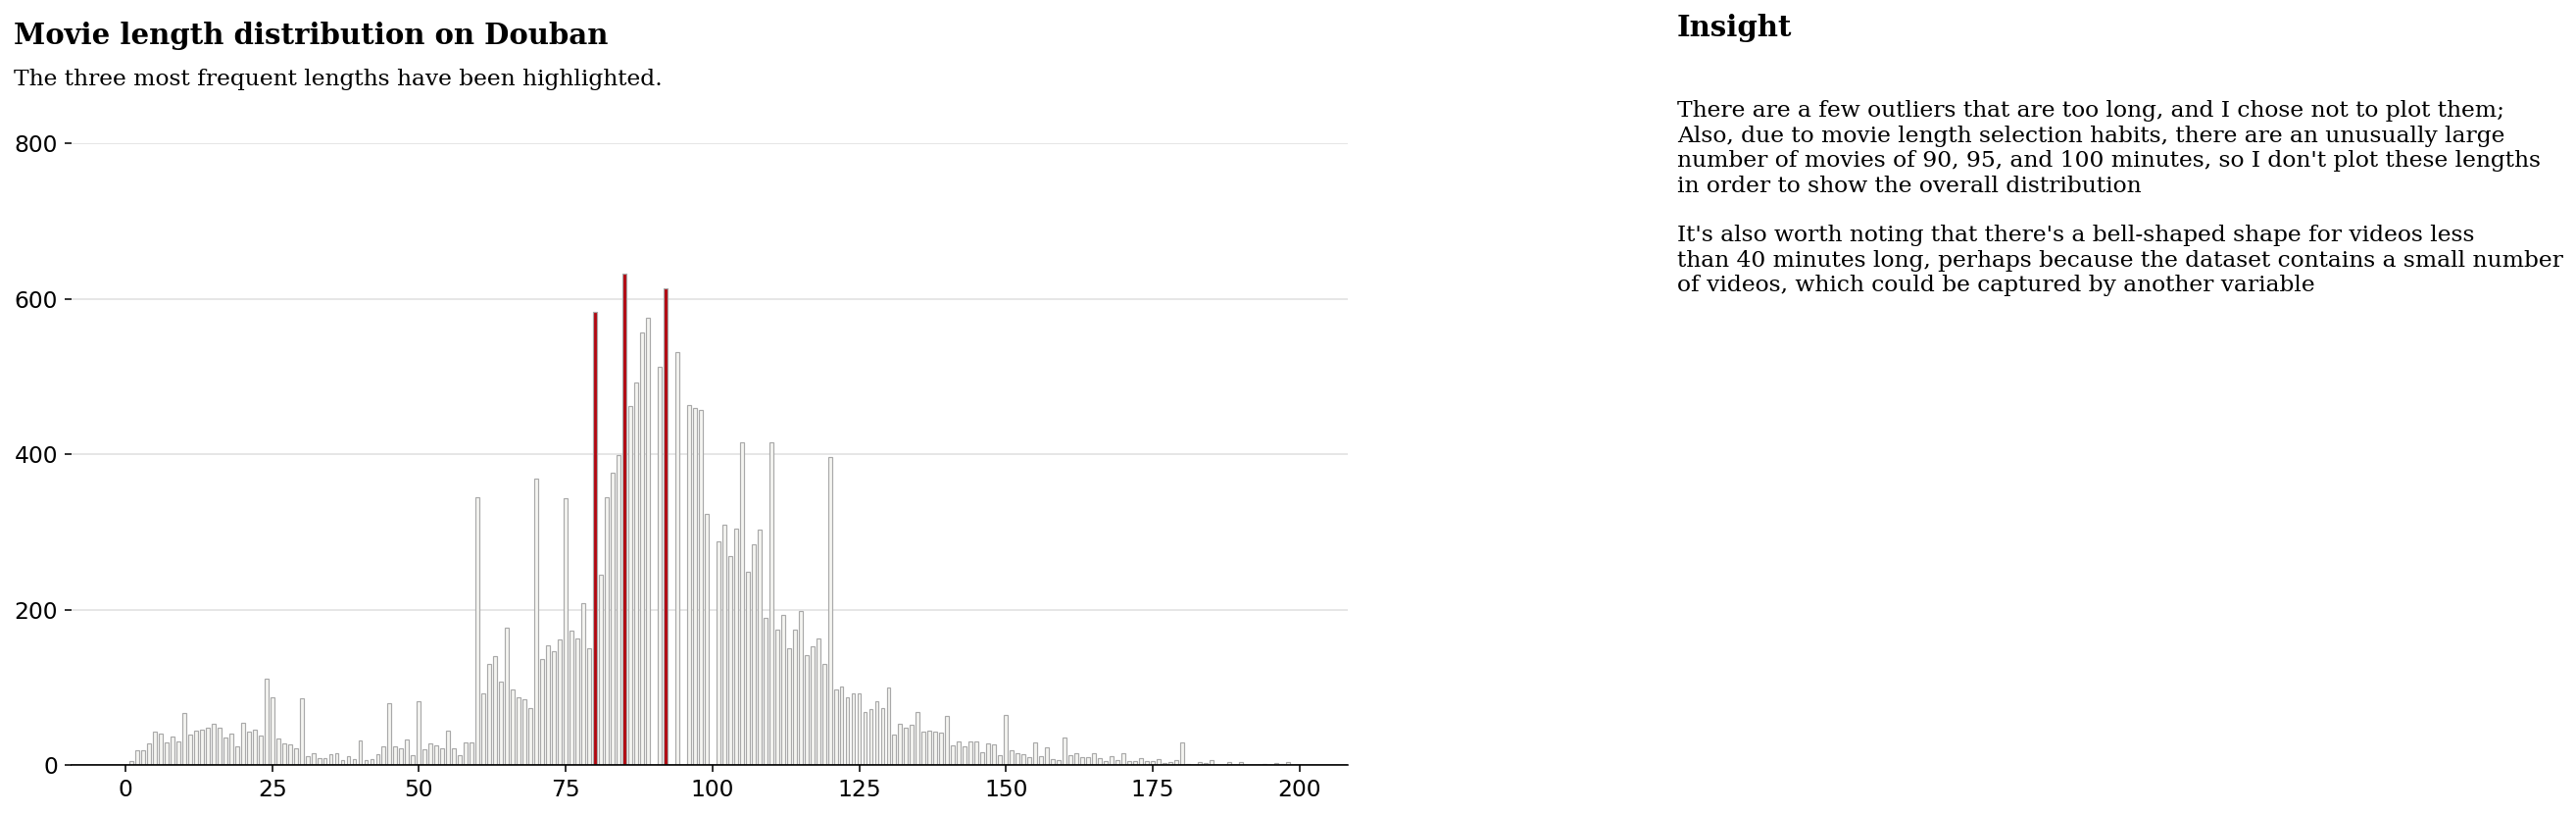 Movie length distribution on Douban
The three most frequent lengths have been highlighted.
800
600
400
200
0
0 25 50 75 100 125 150 175 200
Insight
There are a few outliers that are too long, and I chose not to plot them;
Also, due to movie length selection habits, there are an unusually large
number of movies of 90, 95, and 100 minutes, so I don't plot these lengths
in order to show the overall distribution
It's also worth noting that there's a bell-shaped shape for videos less
than 40 minutes long, perhaps because the dataset contains a small number
of videos, which could be captured by another variable